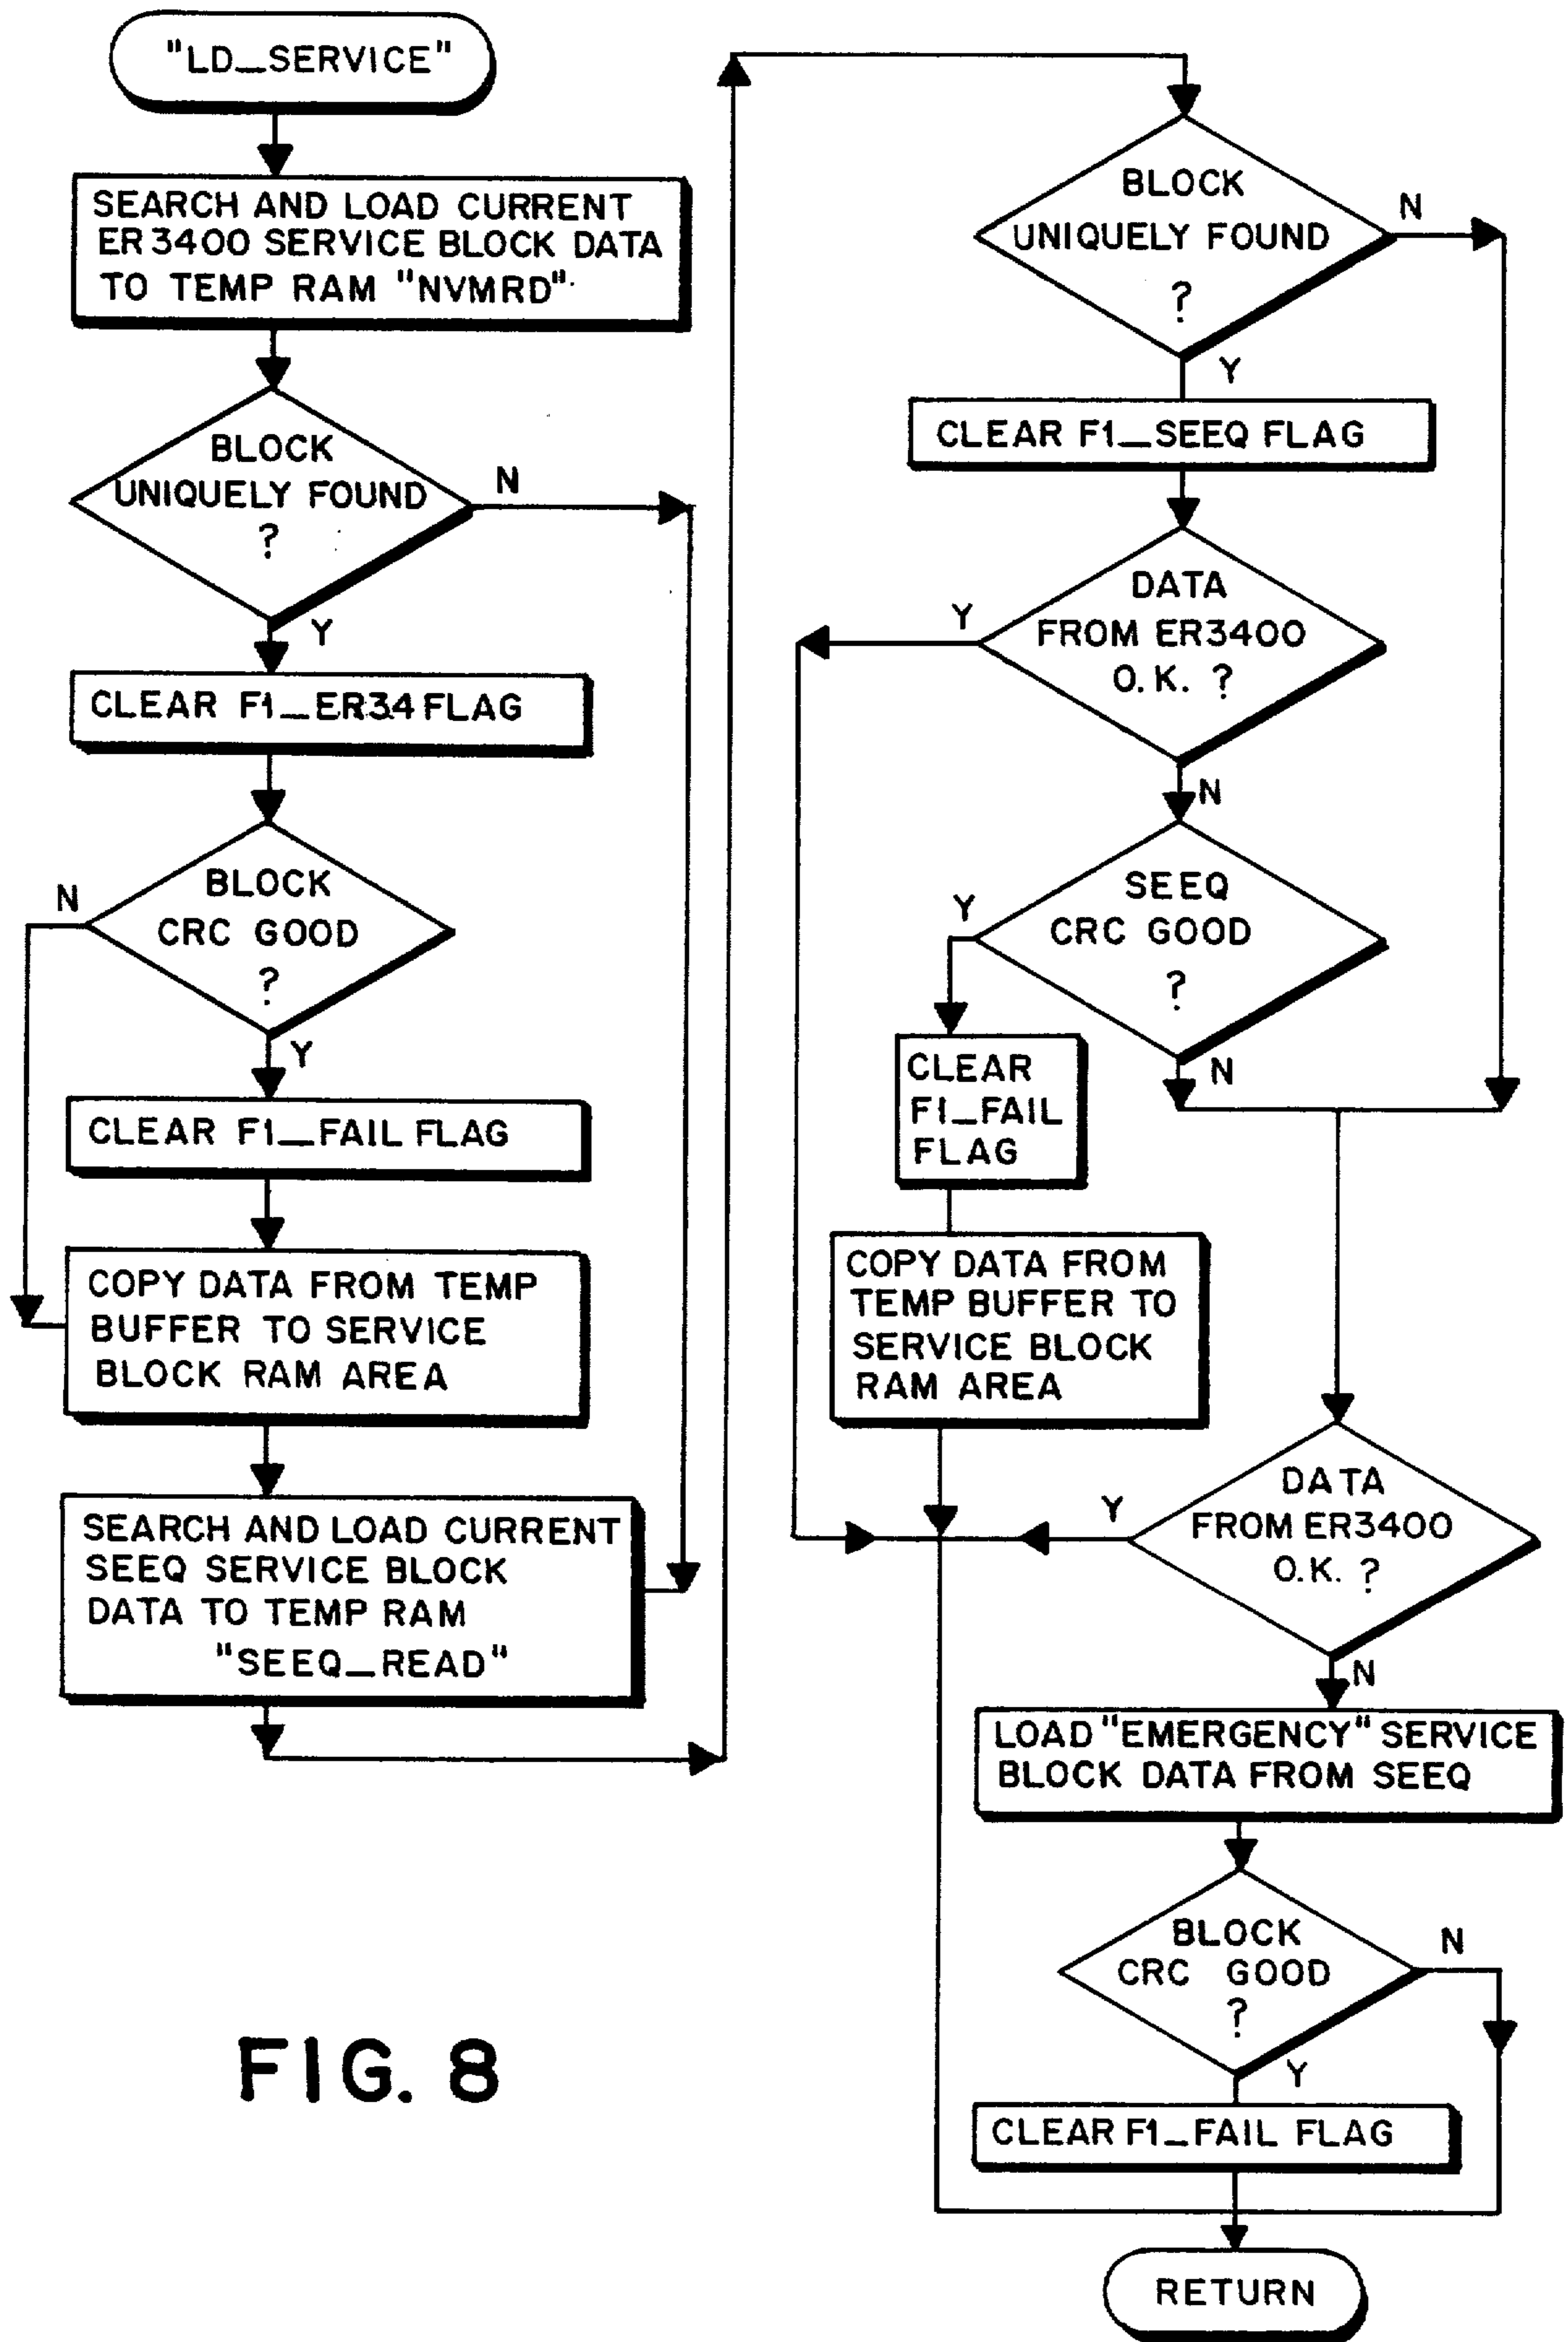 "LD_SERVICE"
SEARCH AND LOAD CURRENT
ER3400 SERVICE BLOCK DATA
TO TEMP RAM "NVMRD"
BLOCK
UNIQUELY FOUND
?
N
Y
CLEAR F1_ER34 FLAG
BLOCK
CRC GOOD
?
N
Y
CLEAR F1_FAIL FLAG
COPY DATA FROM TEMP
BUFFER TO SERVICE
BLOCK RAM AREA
SEARCH AND LOAD CURRENT
SEEQ SERVICE BLOCK
DATA TO TEMP RAM
"SEEQ_READ"
BLOCK
UNIQUELY FOUND
?
N
Y
CLEAR F1_SEEQ FLAG
DATA
FROM ER3400
O.K. ?
Y
N
SEEQ
CRC GOOD
?
Y
N
CLEAR
F1_FAIL
FLAG
COPY DATA FROM
TEMP BUFFER TO
SERVICE BLOCK
RAM AREA
DATA
FROM ER3400
O.K. ?
Y
N
LOAD "EMERGENCY" SERVICE
BLOCK DATA FROM SEEQ
BLOCK
CRC GOOD
?
N
Y
CLEAR F1_FAIL FLAG
RETURN
FIG. 8